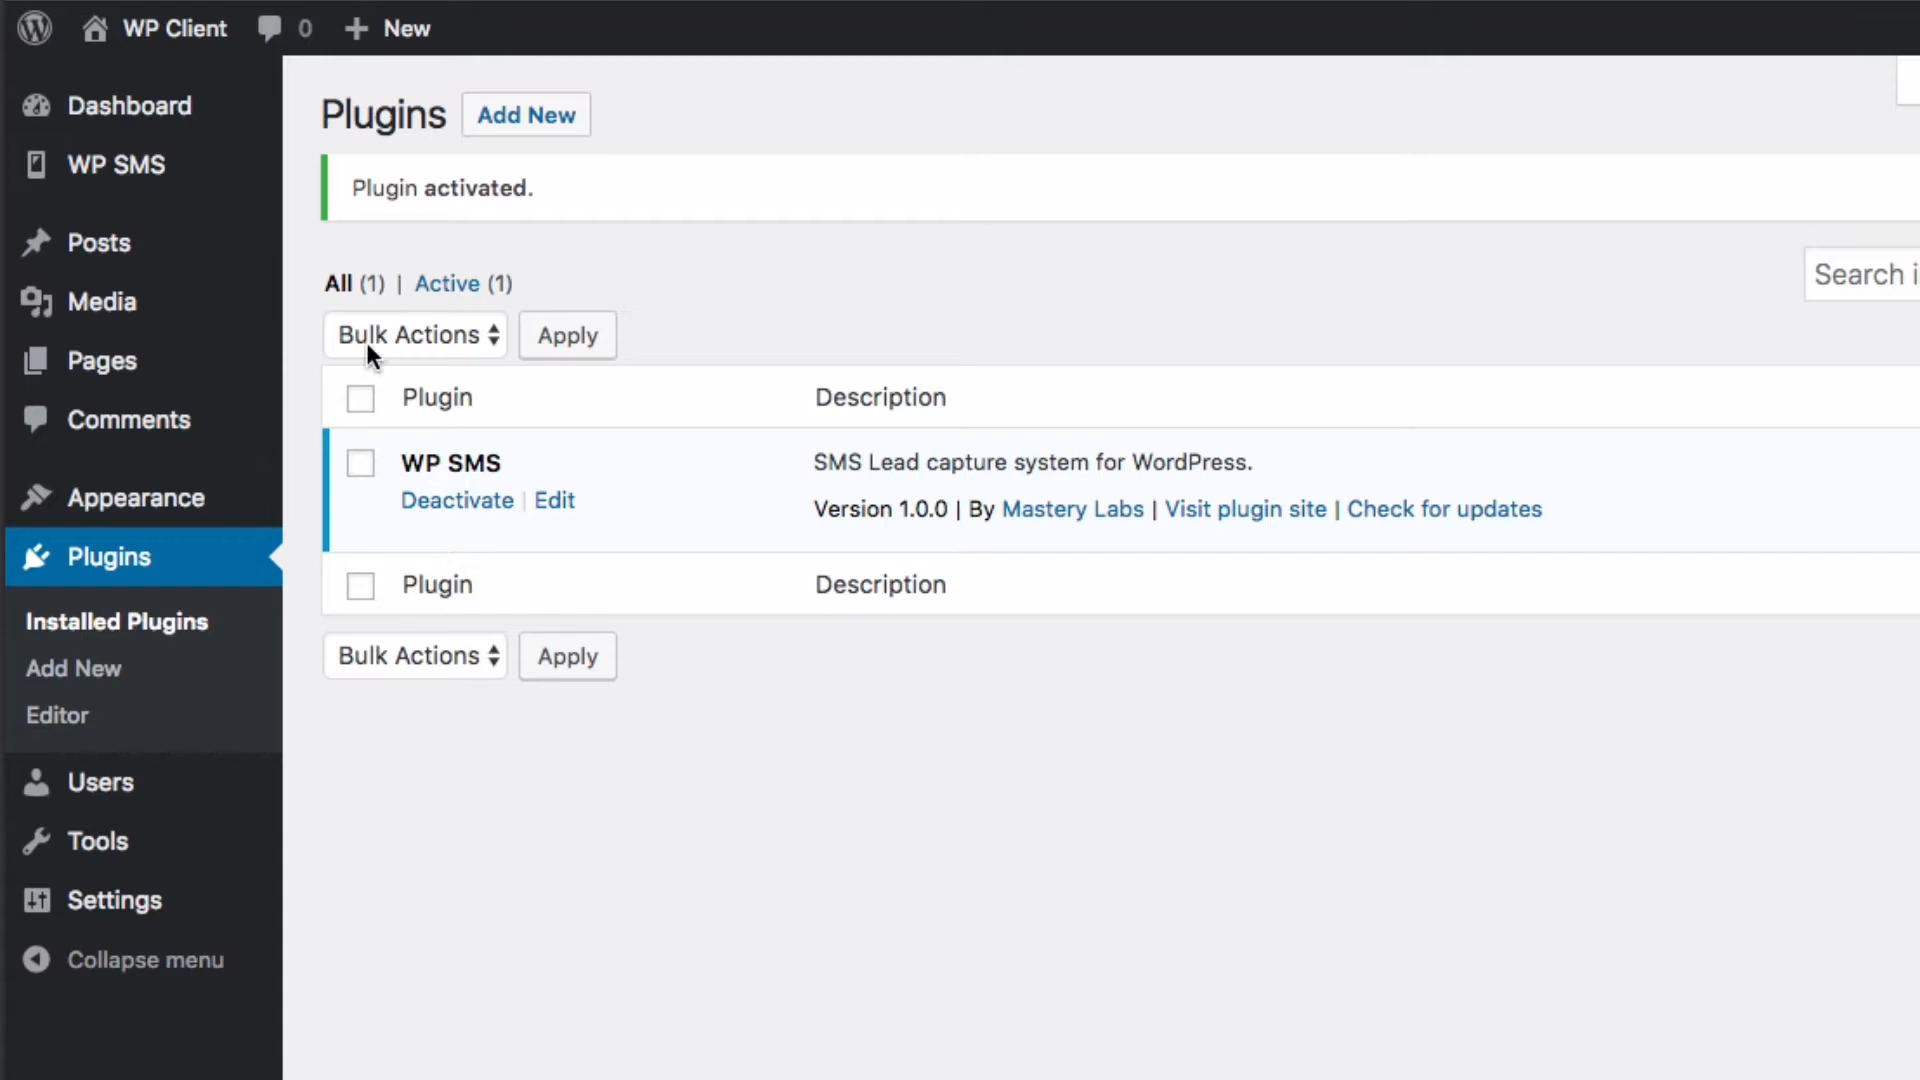 WP Client 0 New
Dashboard
WP SMS
Posts
Media
Pages
Comments
Appearance
Plugins
Installed Plugins
Add New
Editor
Users
Tools
Settings
Collapse menu
Plugins Add New
Plugin activated.
All (1) | Active (1)
Search i
Bulk Actions Apply
Plugin Description
WP SMS SMS Lead capture system for WordPress.
Deactivate | Edit Version 1.0.0 | By Mastery Labs | Visit plugin site | Check for updates
Plugin Description
Bulk Actions Apply